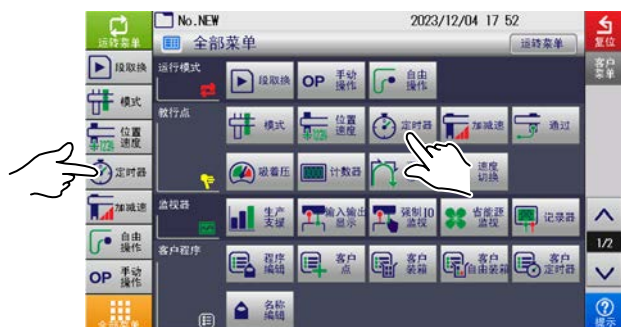 No.NEW
2023/12/04 17 52
运转菜单
全部菜单
运转菜单
复位
段取换
模式
位置
速度
定时器
加减速
自由
操作
OP 手动
操作
全部菜单
运行模式
段取换
OP 手动
操作
自由
操作
教行点
模式
位置
速度
定时器
加减速
通过
吸着压
计数器
速度
切换
监视器
生产
支援
输入输出
显示
强制IO
监视
省能源
监视
记录器
客户程序
程序
编辑
客户
点
客户
装箱
客户
自由装箱
客户
定时器
名称
编辑
客户
菜单
1/2
提示